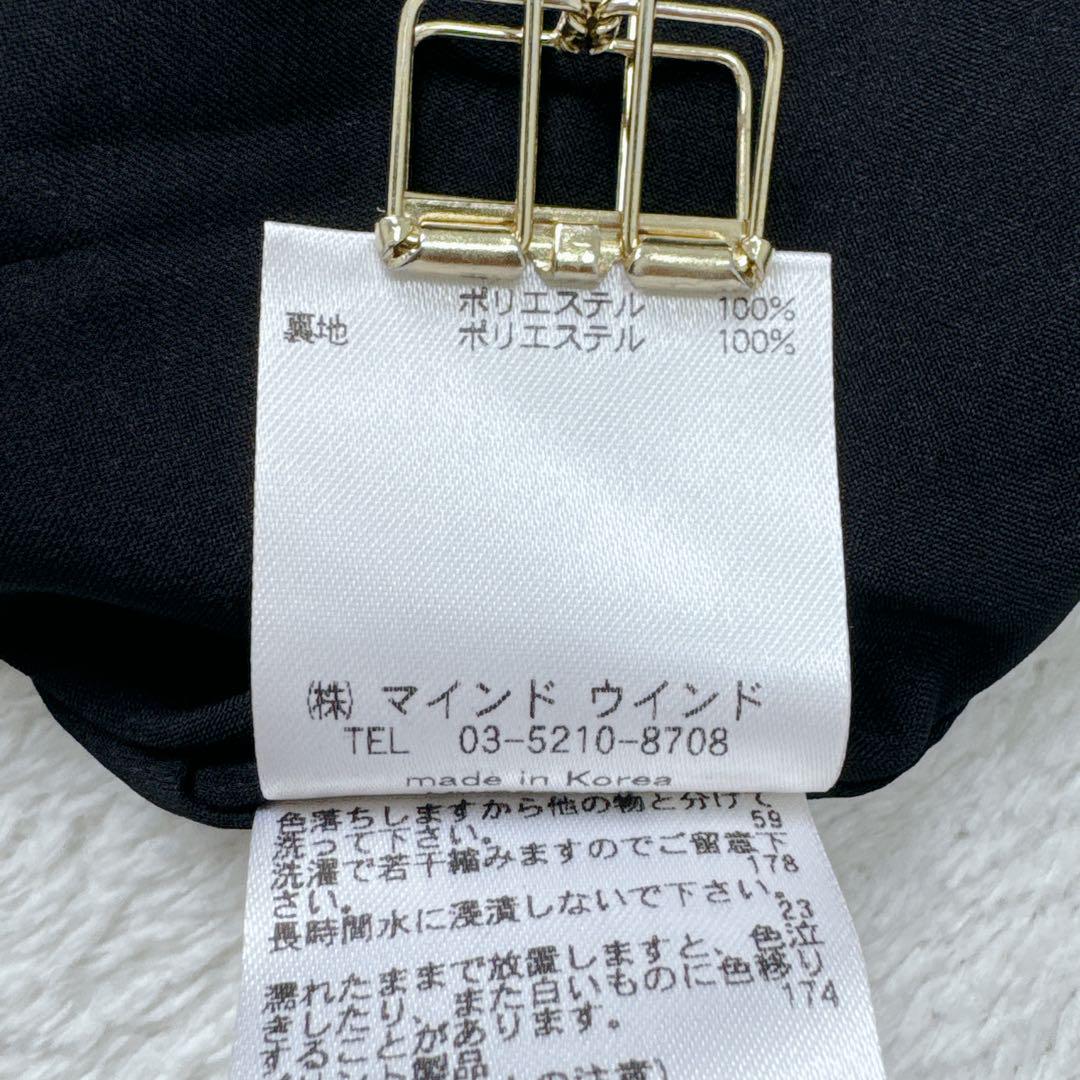 ポリエステル 100%
裏地 ポリエステル 100%
㈱ マインド ウインド
TEL 03-5210-8708
made in Korea
色落ちしますから他の物と分けて
洗って下さい。 59
洗濯で若干縮みますのでご留意下
さい。 178
長時間水に浸漬しないで下さい。
23
濡れたままで放置しますと、色泣
きしたり、また白いものに色移り
することがあります。 174
製品 の注意)